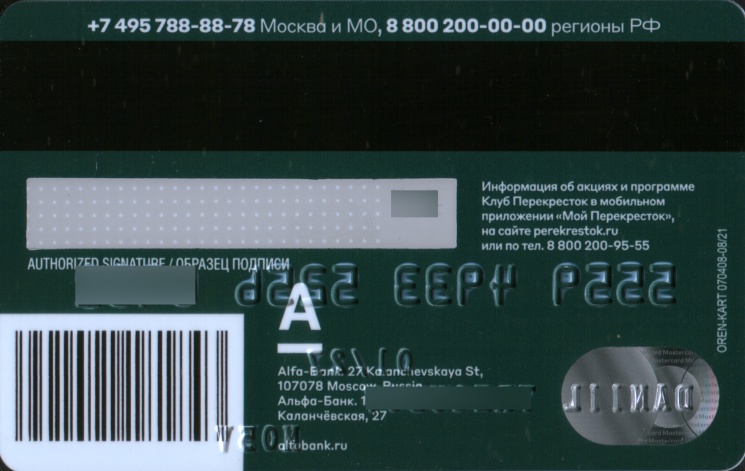 +7 495 788-88-78 Москва и МО, 8 800 200-00-00 регионы РФ
Информация об акциях и программе
Клуб Перекресток в мобильном
приложении «Мой Перекресток»,
на сайте perekrestok.ru
или по тел. 8 800 200-95-55
AUTHORIZED SIGNATURE / ОБРАЗЕЦ ПОДПИСИ
OREN-KART 070408-08/21
А
Alfa-Bank. 27 Kalanchevskaya St,
107078 Moscow, Russia
Альфа-Банк. 1
Каланчёвская, 27
alfabank.ru
DANIIL